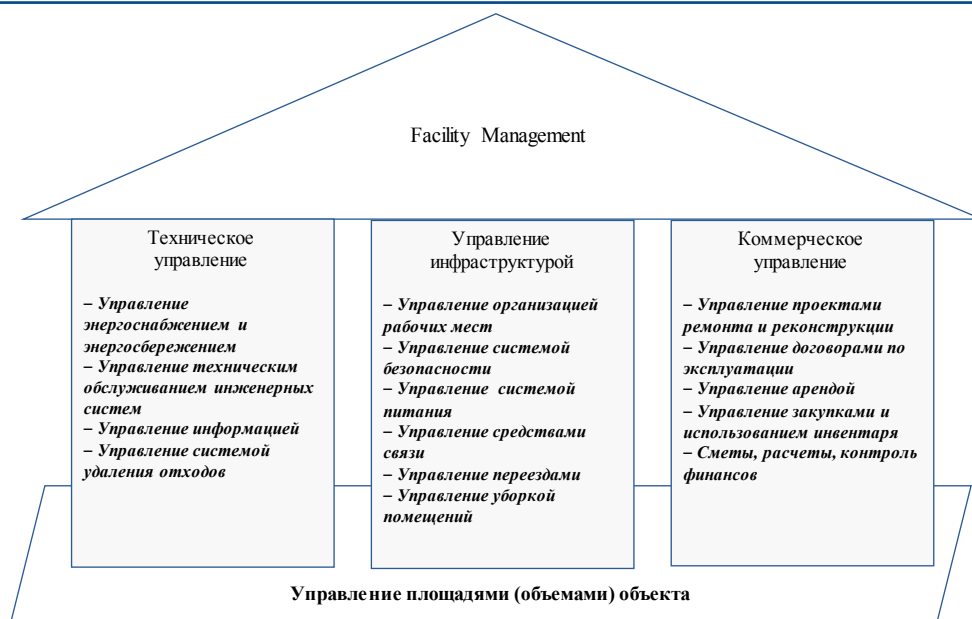 Facility Management
Техническое
управление
– Управление
энергоснабжением и
энергосбережением
– Управление техническим
обслуживанием инженерных
систем
– Управление информацией
– Управление системой
удаления отходов
Управление
инфраструктурой
– Управление организацией
рабочих мест
– Управление системой
безопасности
– Управление системой
питания
– Управление средствами
связи
– Управление переездами
– Управление уборкой
помещений
Коммерческое
управление
– Управление проектами
ремонта и реконструкции
– Управление договорами по
эксплуатации
– Управление арендой
– Управление закупками и
использованием инвентаря
– Сметы, расчеты, контроль
финансов
Управление площадями (объемами) объекта